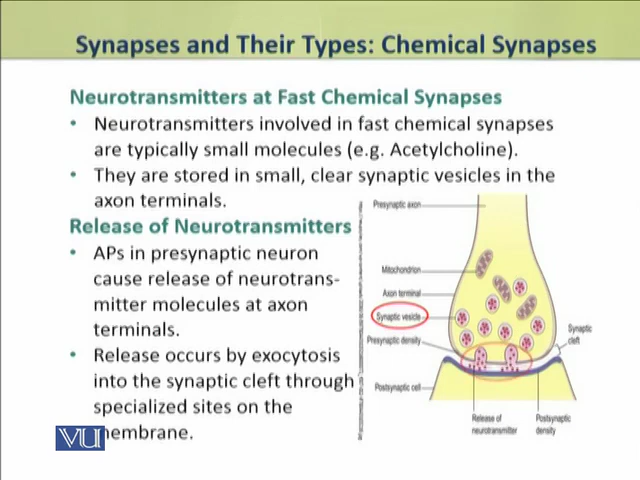 Synapses and Their Types: Chemical Synapses
Neurotransmitters at Fast Chemical Synapses
• Neurotransmitters involved in fast chemical synapses
are typically small molecules (e.g. Acetylcholine).
• They are stored in small, clear synaptic vesicles in the
axon terminals.
Release of Neurotransmitters
• APs in presynaptic neuron
cause release of neurotrans-
mitter molecules at axon
terminals.
• Release occurs by exocytosis
into the synaptic cleft through
specialized sites on the
membrane.
Presynaptic axon
Mitochondrion
Axon terminal
Synaptic vesicle
Presynaptic density
Postsynaptic cell
Synaptic
cleft
Release of
neurotransmitter
Postsynaptic
density
VU